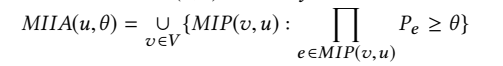 MIIA(u, θ) = ∪_{υ∈V} {MIP(υ, u) : ∏_{e∈MIP(υ,u)} P_e ≥ θ}